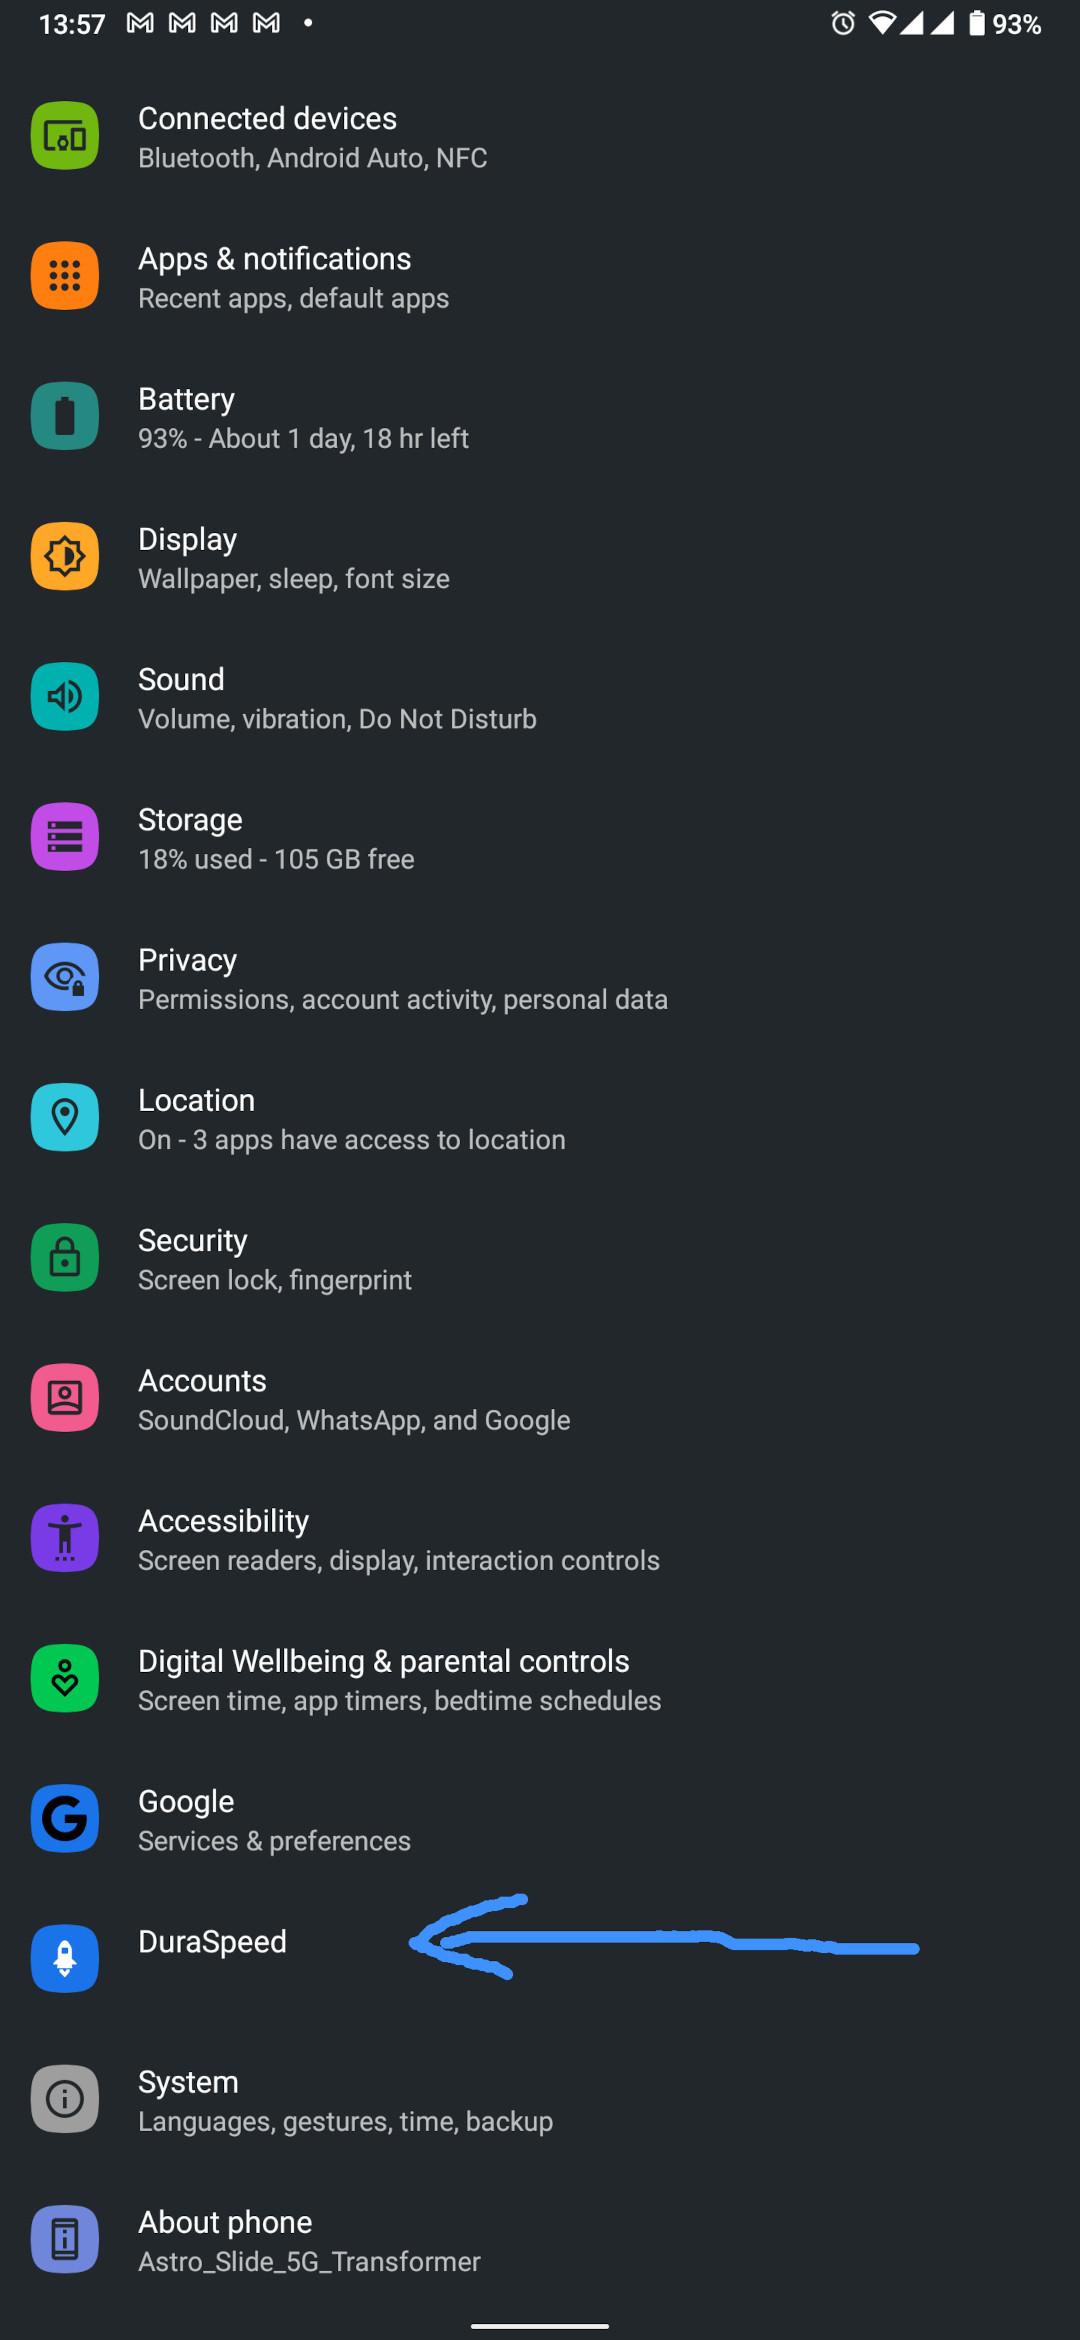 13:57 93%
Connected devices
Bluetooth, Android Auto, NFC
Apps & notifications
Recent apps, default apps
Battery
93% - About 1 day, 18 hr left
Display
Wallpaper, sleep, font size
Sound
Volume, vibration, Do Not Disturb
Storage
18% used - 105 GB free
Privacy
Permissions, account activity, personal data
Location
On - 3 apps have access to location
Security
Screen lock, fingerprint
Accounts
SoundCloud, WhatsApp, and Google
Accessibility
Screen readers, display, interaction controls
Digital Wellbeing & parental controls
Screen time, app timers, bedtime schedules
Google
Services & preferences
DuraSpeed
System
Languages, gestures, time, backup
About phone
Astro_Slide_5G_Transformer